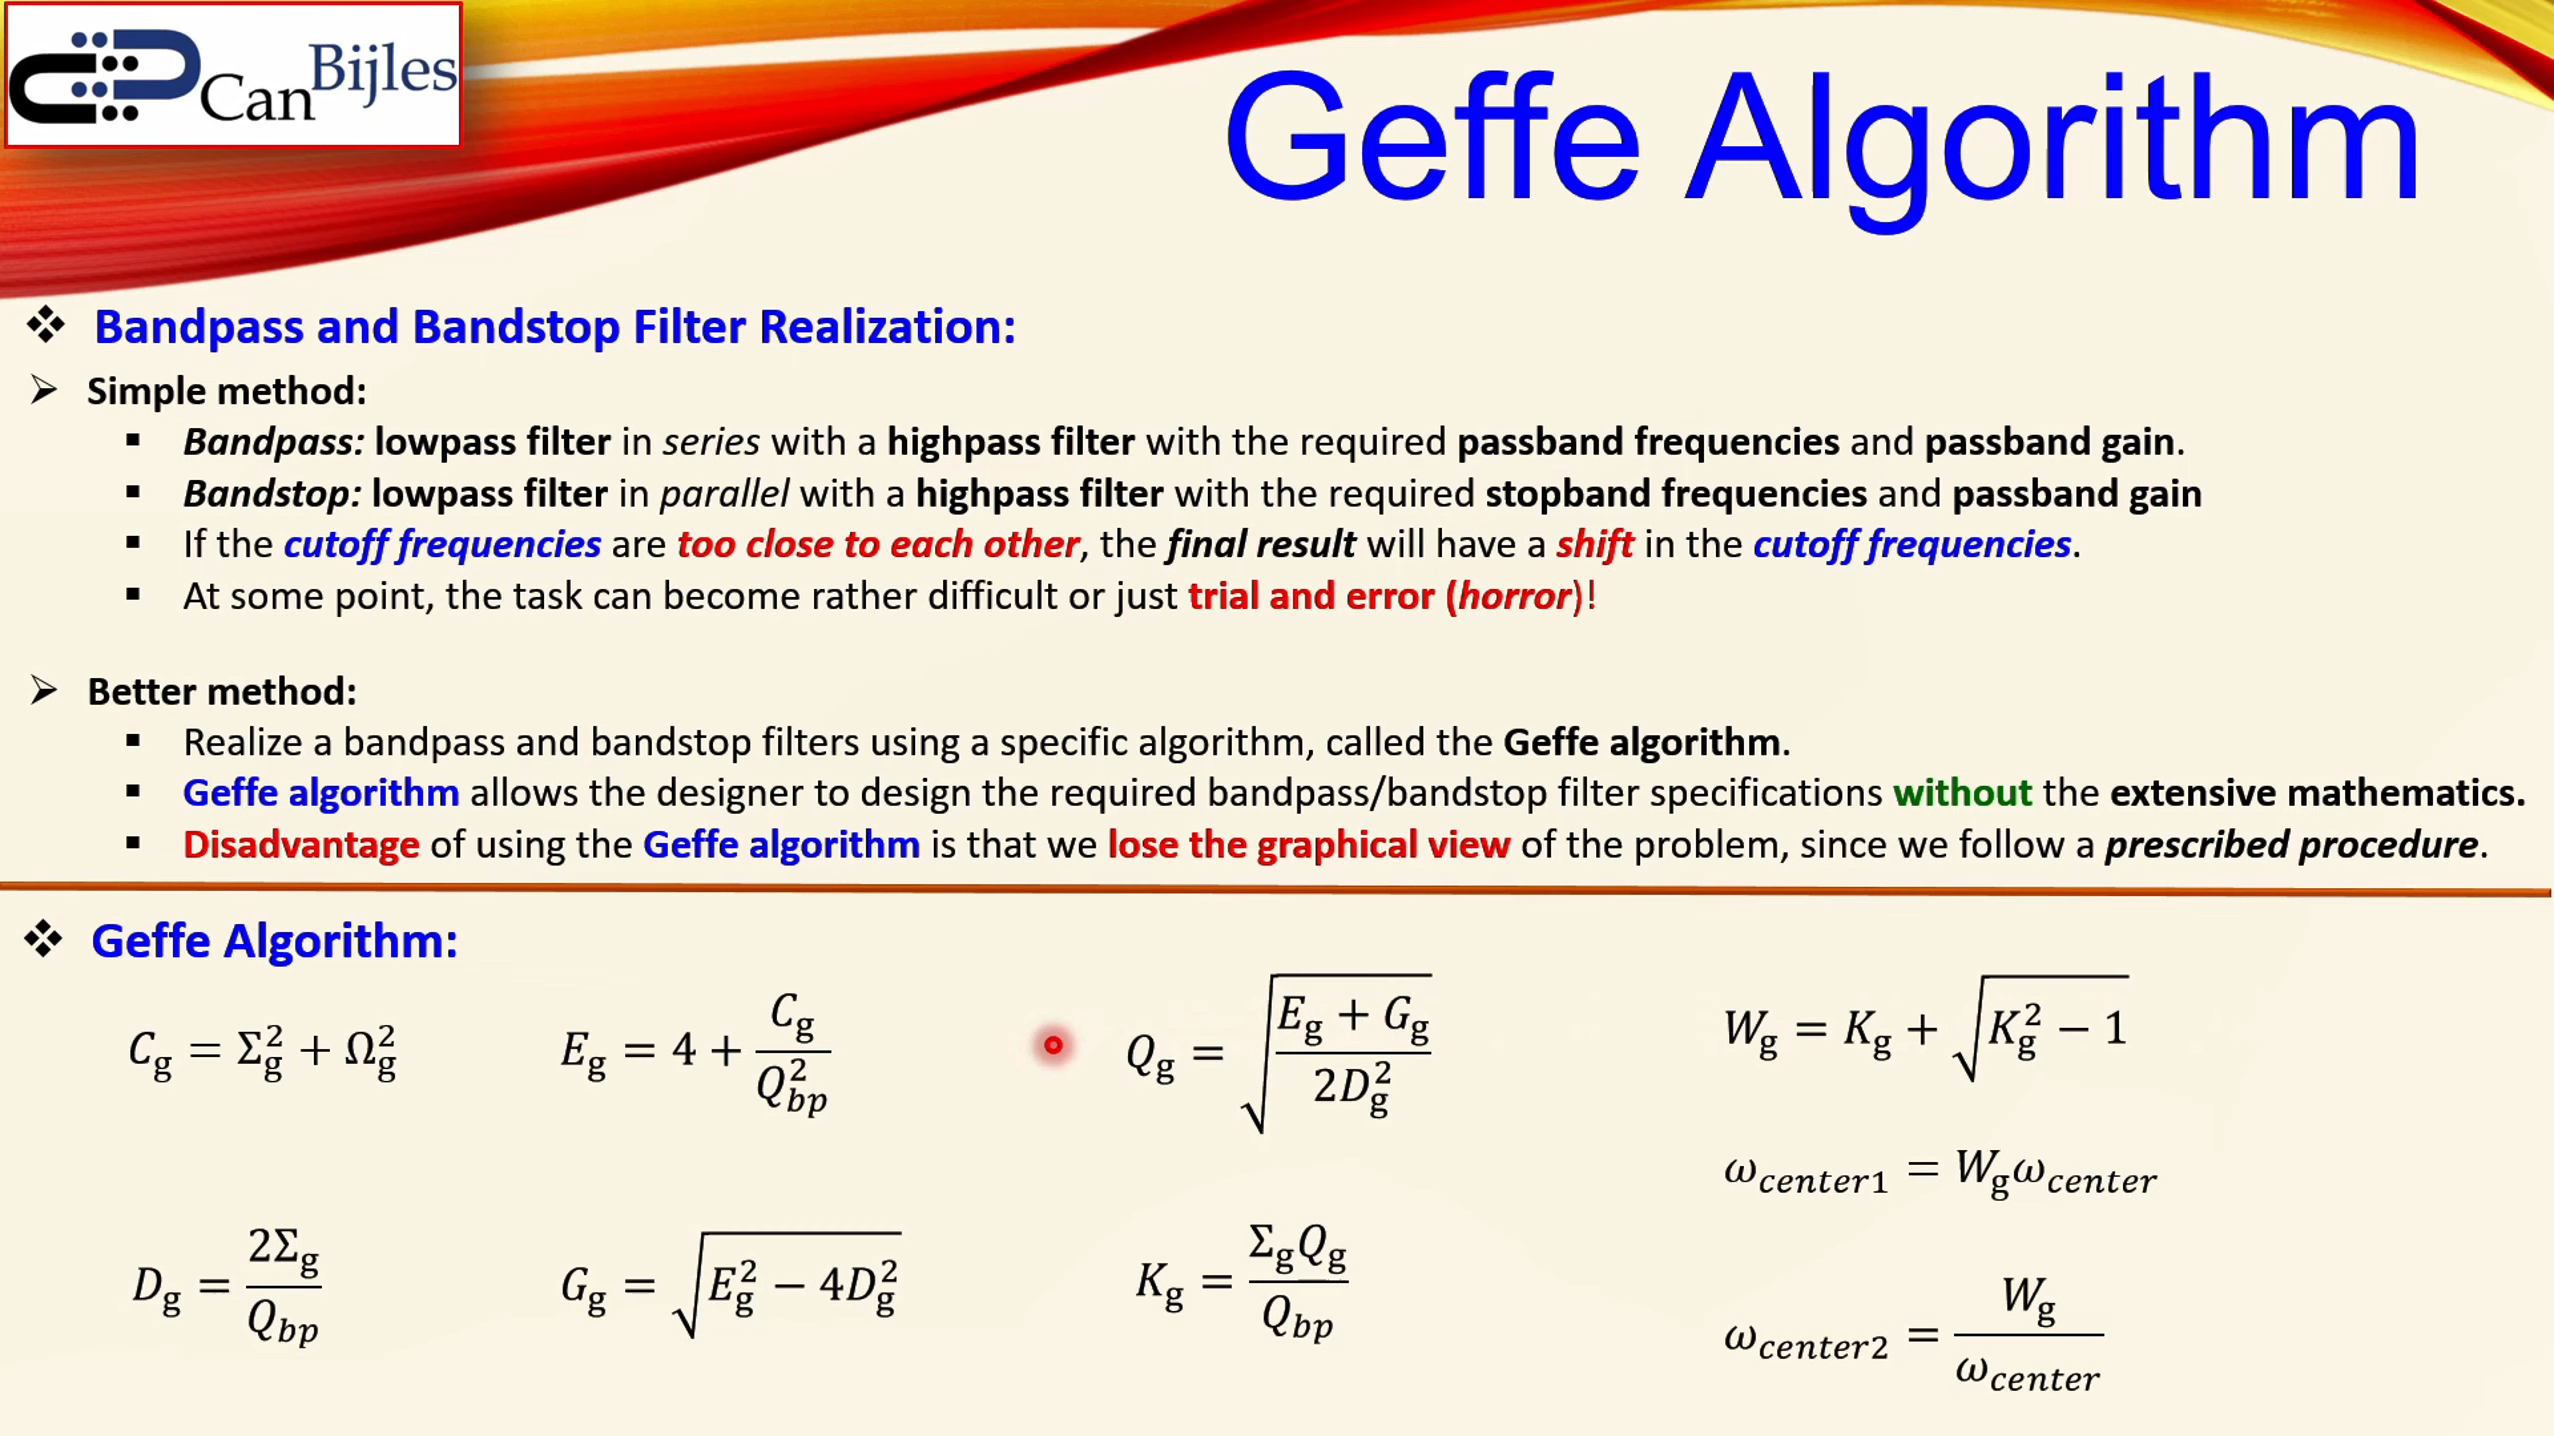 Can Bijles
Geffe Algorithm
❖ Bandpass and Bandstop Filter Realization:
➢ Simple method:
▪ Bandpass: lowpass filter in series with a highpass filter with the required passband frequencies and passband gain.
▪ Bandstop: lowpass filter in parallel with a highpass filter with the required stopband frequencies and passband gain
▪ If the cutoff frequencies are too close to each other, the final result will have a shift in the cutoff frequencies.
▪ At some point, the task can become rather difficult or just trial and error (horror)!
➢ Better method:
▪ Realize a bandpass and bandstop filters using a specific algorithm, called the Geffe algorithm.
▪ Geffe algorithm allows the designer to design the required bandpass/bandstop filter specifications without the extensive mathematics.
▪ Disadvantage of using the Geffe algorithm is that we lose the graphical view of the problem, since we follow a prescribed procedure.
❖ Geffe Algorithm:
C_g = Σ_g^2 + Ω_g^2
E_g = 4 + C_g / Q_bp^2
Q_g = √((E_g + G_g) / (2D_g^2))
W_g = K_g + √(K_g^2 − 1)
ω_center1 = W_g ω_center
D_g = 2Σ_g / Q_bp
G_g = √(E_g^2 − 4D_g^2)
K_g = Σ_g Q_g / Q_bp
ω_center2 = W_g / ω_center